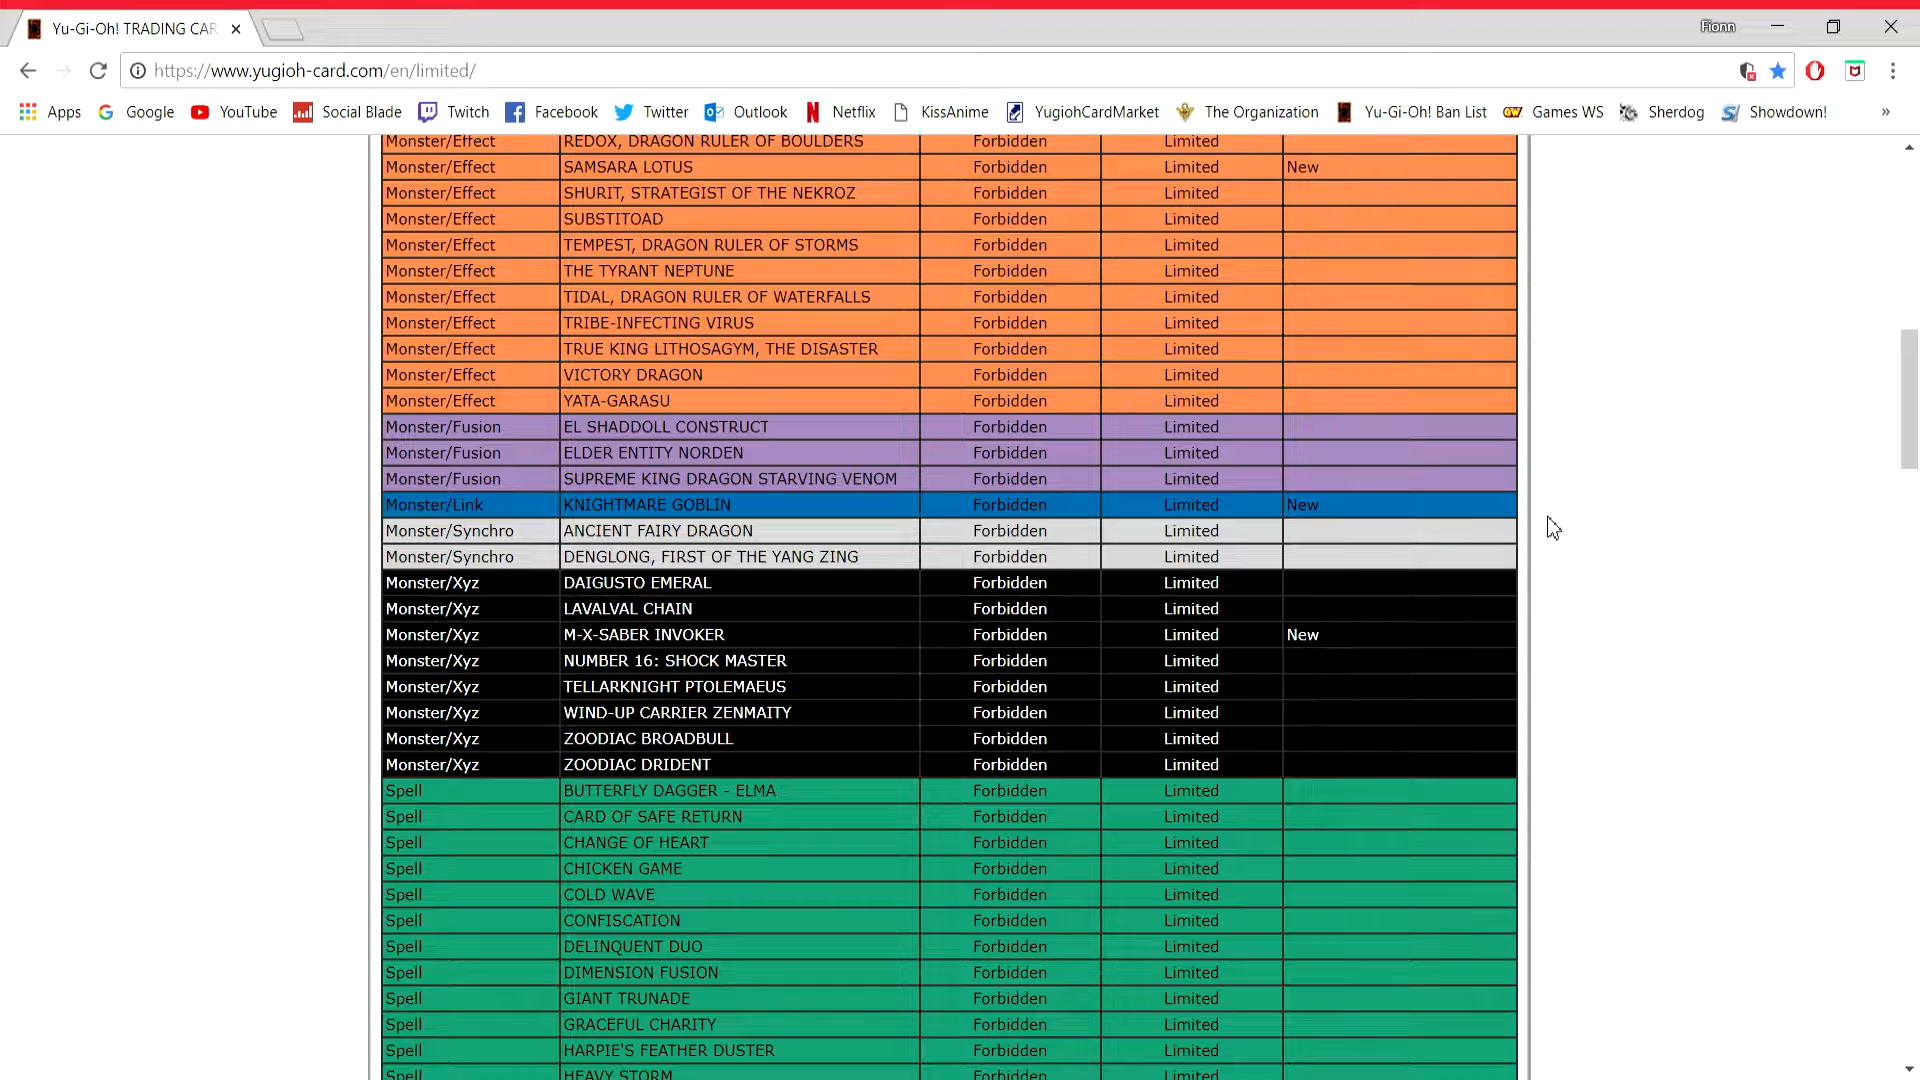 Yu-Gi-Oh! TRADING CAR
Fionn
https://www.yugioh-card.com/en/limited/
Apps Google YouTube Social Blade Twitch Facebook Twitter Outlook Netflix KissAnime YugiohCardMarket The Organization Yu-Gi-Oh! Ban List Games WS Sherdog Showdown! »
Monster/Effect REDOX, DRAGON RULER OF BOULDERS Forbidden Limited
Monster/Effect SAMSARA LOTUS Forbidden Limited New
Monster/Effect SHURIT, STRATEGIST OF THE NEKROZ Forbidden Limited
Monster/Effect SUBSTITOAD Forbidden Limited
Monster/Effect TEMPEST, DRAGON RULER OF STORMS Forbidden Limited
Monster/Effect THE TYRANT NEPTUNE Forbidden Limited
Monster/Effect TIDAL, DRAGON RULER OF WATERFALLS Forbidden Limited
Monster/Effect TRIBE-INFECTING VIRUS Forbidden Limited
Monster/Effect TRUE KING LITHOSAGYM, THE DISASTER Forbidden Limited
Monster/Effect VICTORY DRAGON Forbidden Limited
Monster/Effect YATA-GARASU Forbidden Limited
Monster/Fusion EL SHADDOLL CONSTRUCT Forbidden Limited
Monster/Fusion ELDER ENTITY NORDEN Forbidden Limited
Monster/Fusion SUPREME KING DRAGON STARVING VENOM Forbidden Limited
Monster/Link KNIGHTMARE GOBLIN Forbidden Limited New
Monster/Synchro ANCIENT FAIRY DRAGON Forbidden Limited
Monster/Synchro DENGLONG, FIRST OF THE YANG ZING Forbidden Limited
Monster/Xyz DAIGUSTO EMERAL Forbidden Limited
Monster/Xyz LAVALVAL CHAIN Forbidden Limited
Monster/Xyz M-X-SABER INVOKER Forbidden Limited New
Monster/Xyz NUMBER 16: SHOCK MASTER Forbidden Limited
Monster/Xyz TELLARKNIGHT PTOLEMAEUS Forbidden Limited
Monster/Xyz WIND-UP CARRIER ZENMAITY Forbidden Limited
Monster/Xyz ZOODIAC BROADBULL Forbidden Limited
Monster/Xyz ZOODIAC DRIDENT Forbidden Limited
Spell BUTTERFLY DAGGER - ELMA Forbidden Limited
Spell CARD OF SAFE RETURN Forbidden Limited
Spell CHANGE OF HEART Forbidden Limited
Spell CHICKEN GAME Forbidden Limited
Spell COLD WAVE Forbidden Limited
Spell CONFISCATION Forbidden Limited
Spell DELINQUENT DUO Forbidden Limited
Spell DIMENSION FUSION Forbidden Limited
Spell GIANT TRUNADE Forbidden Limited
Spell GRACEFUL CHARITY Forbidden Limited
Spell HARPIE'S FEATHER DUSTER Forbidden Limited
Spell HEAVY STORM Forbidden Limited